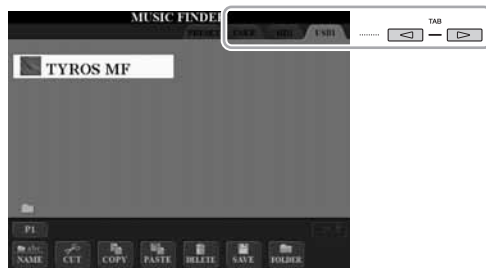 MUSIC FINDER
PRESET USER HD1 USB1
TAB
TYROS MF
P1
NAME CUT COPY PASTE DELETE SAVE FOLDER